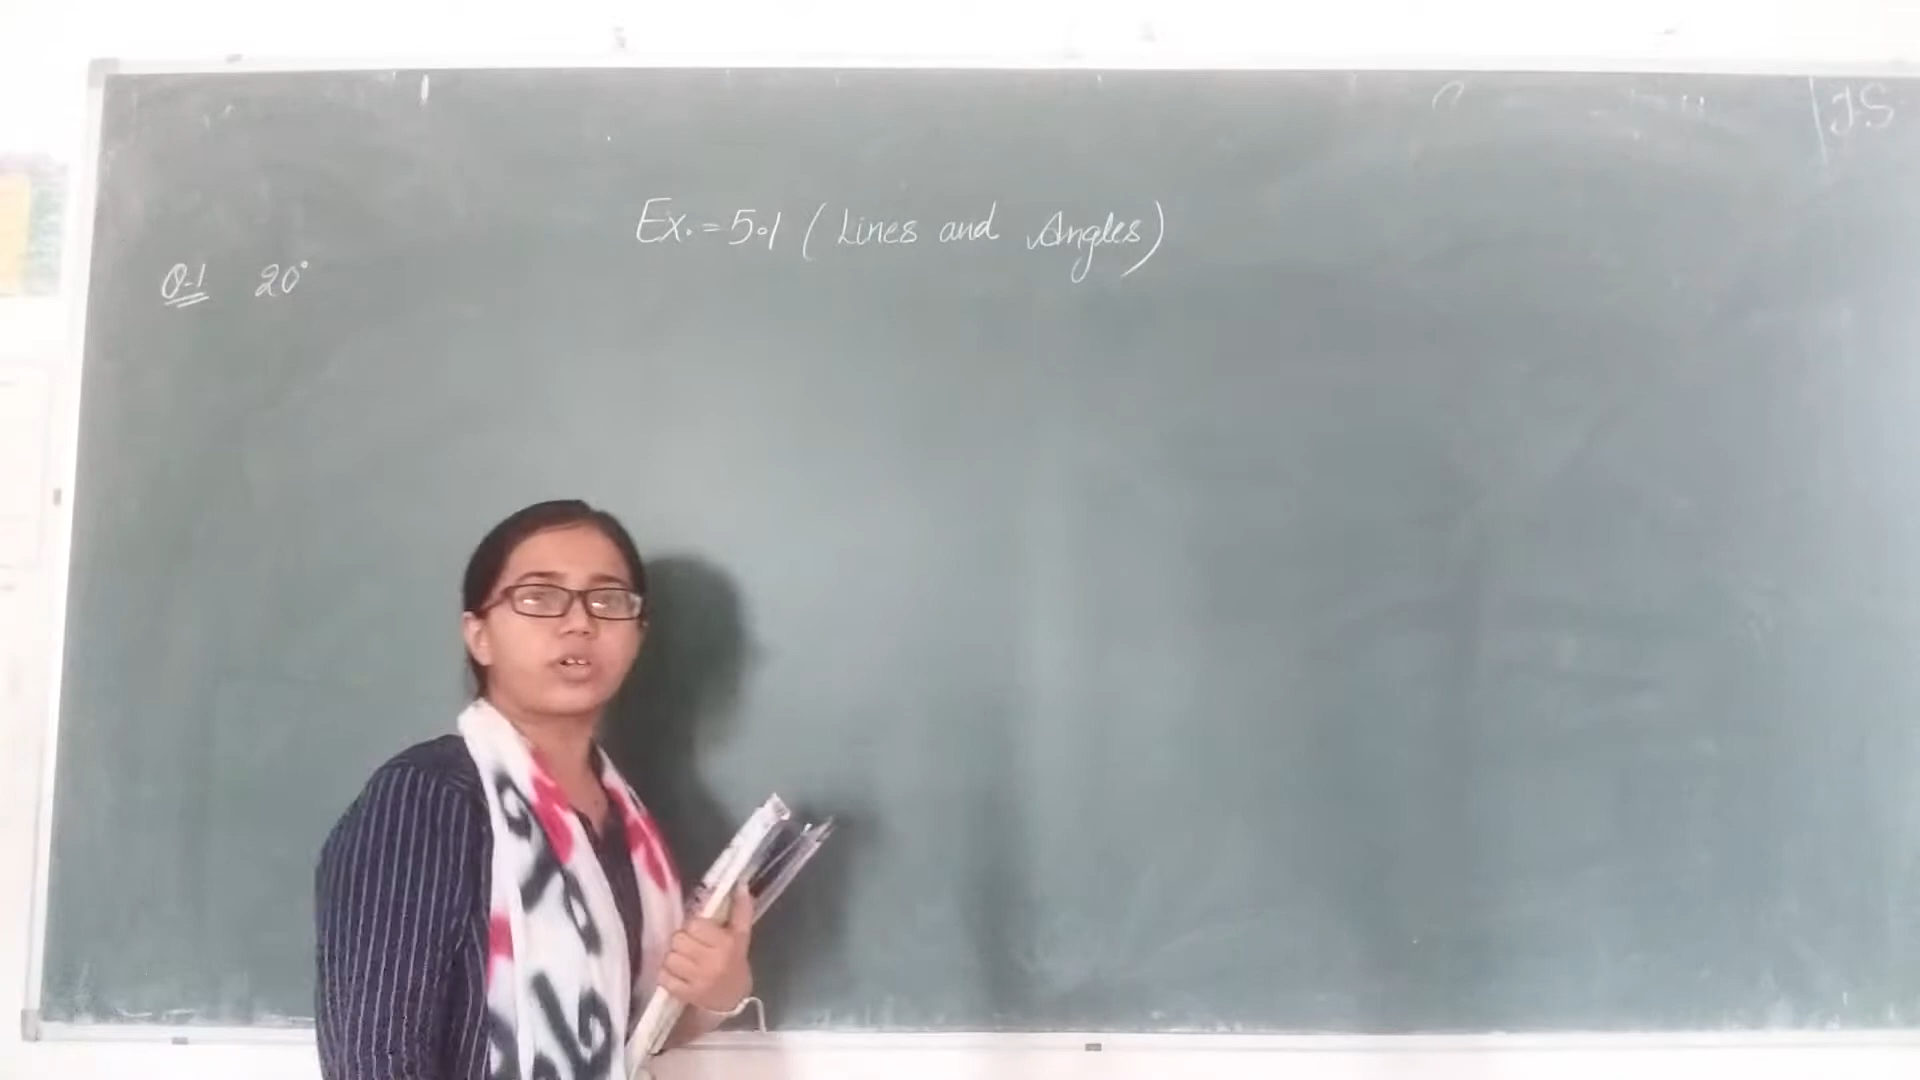 Ex. = 5.1 (Lines and Angles)
Q-1 20°
J.S